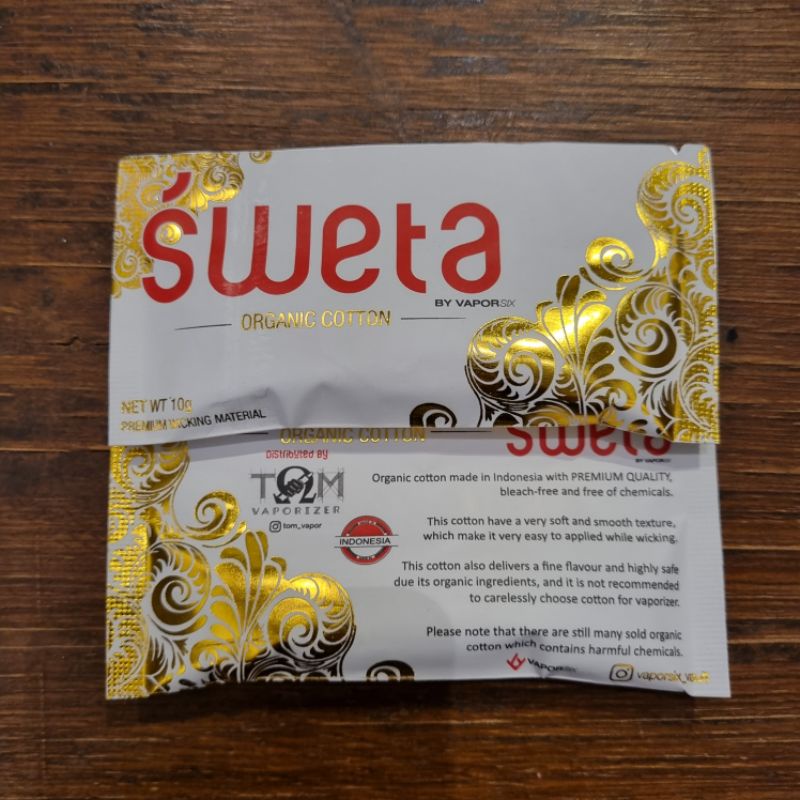 śweta
BY VAPORSIX
ORGANIC COTTON
NET WT 10g
PREMIUM WICKING MATERIAL
ORGANIC COTTON
sweta
BY VAPORSIX
Distributed By
TOM
VAPORIZER
tom_vapor
INDONESIA
Organic cotton made in Indonesia with PREMIUM QUALITY,
bleach-free and free of chemicals.
This cotton have a very soft and smooth texture,
which make it very easy to applied while wicking.
This cotton also delivers a fine flavour and highly safe
due its organic ingredients, and it is not recommended
to carelessly choose cotton for vaporizer.
Please note that there are still many sold organic
cotton which contains harmful chemicals.
VAPORSIX